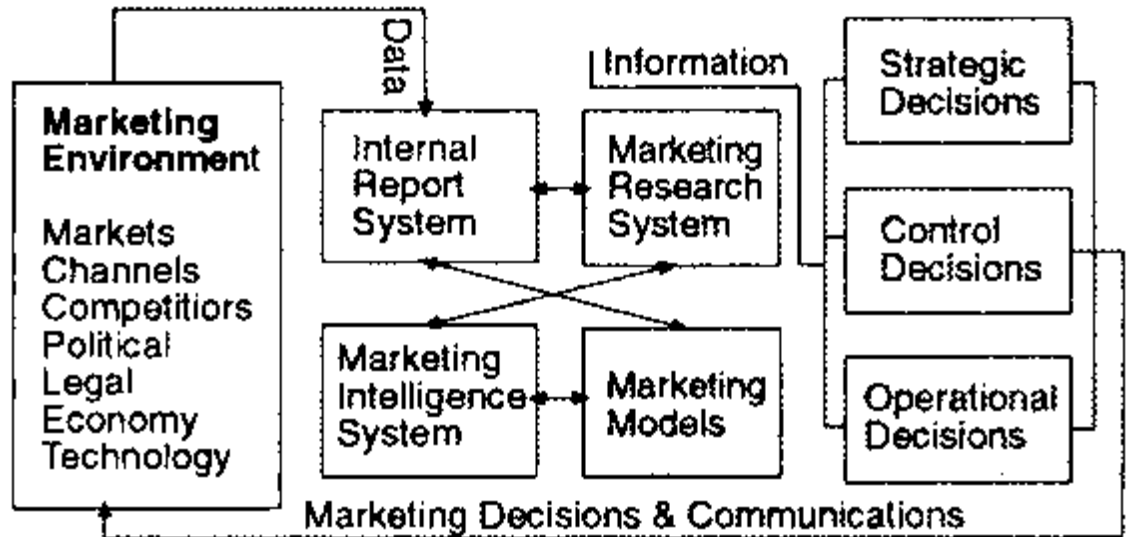 Data
Information
Marketing
Environment
Markets
Channels
Competitiors
Political
Legal
Economy
Technology
Internal
Report
System
Marketing
Research
System
Marketing
Intelligence
System
Marketing
Models
Strategic
Decisions
Control
Decisions
Operational
Decisions
Marketing Decisions & Communications